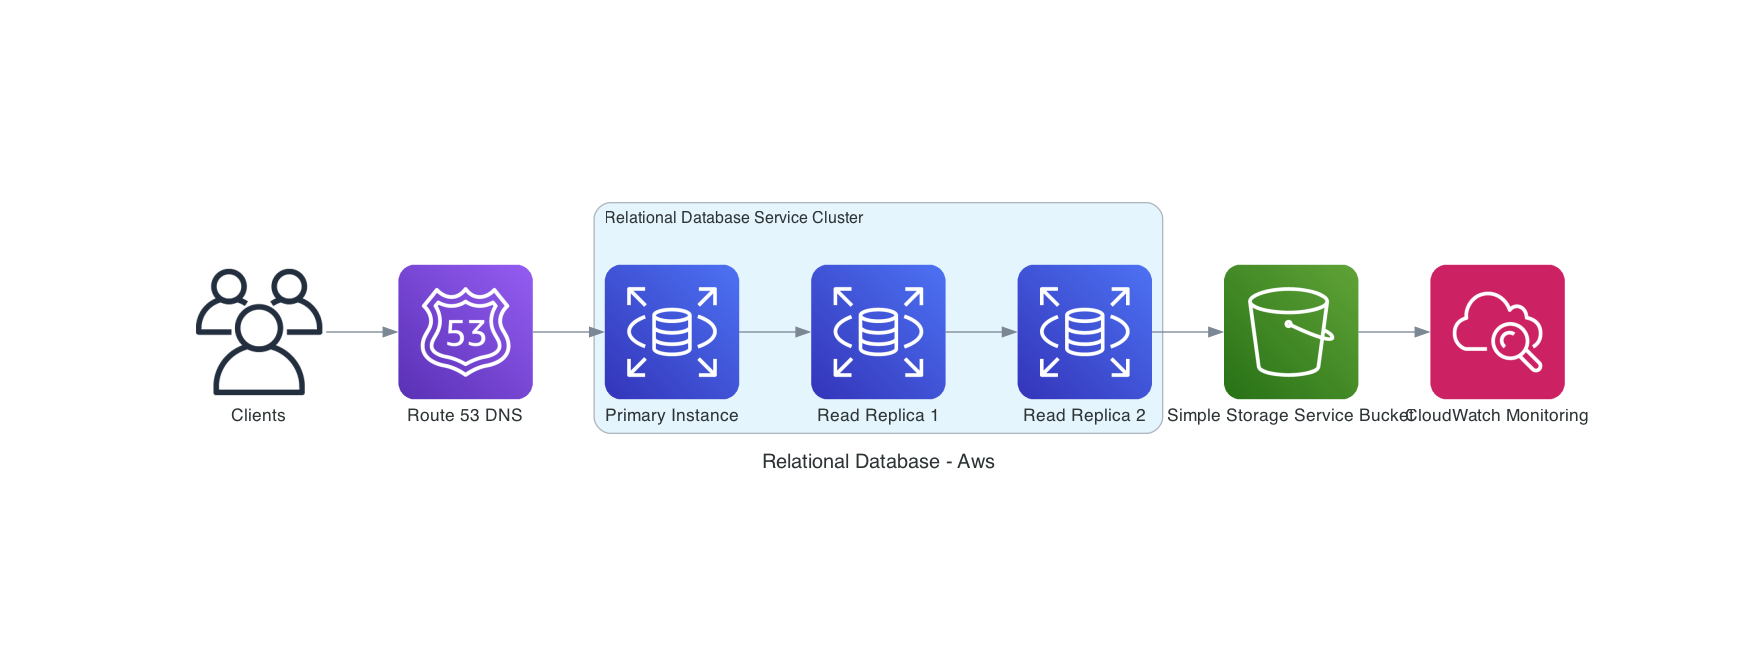 Relational Database Service Cluster
53
Clients
Route 53 DNS
Primary Instance
Read Replica 1
Read Replica 2
Simple Storage Service Bucket
CloudWatch Monitoring
Relational Database - Aws